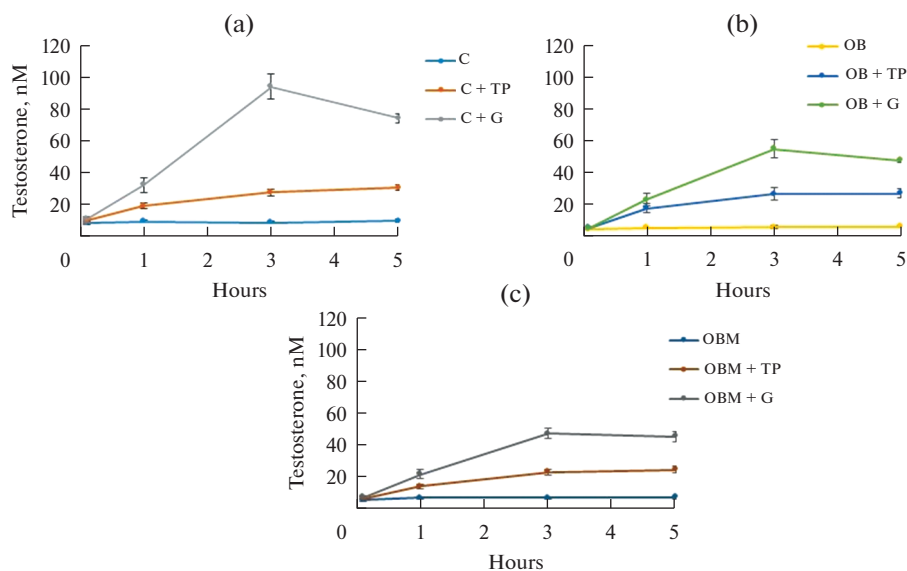 (a)
Testosterone, nM
120
100
80
60
40
20
0 1 2 3 4 5
Hours
C
C + TP
C + G
(b)
120
100
80
60
40
20
0 1 2 3 4 5
Hours
OB
OB + TP
OB + G
(c)
Testosterone, nM
120
100
80
60
40
20
0 1 2 3 4 5
Hours
OBM
OBM + TP
OBM + G